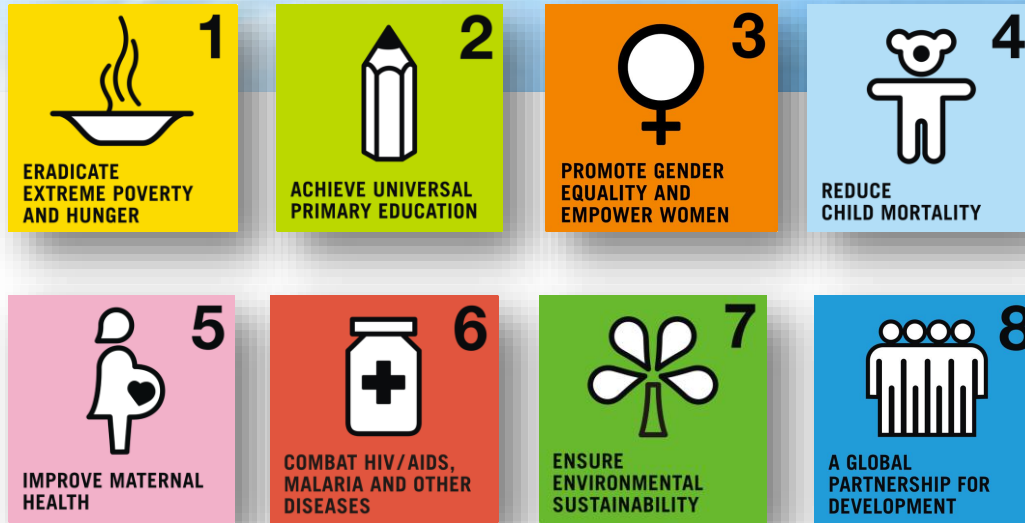 1
ERADICATE
EXTREME POVERTY
AND HUNGER
2
ACHIEVE UNIVERSAL
PRIMARY EDUCATION
3
PROMOTE GENDER
EQUALITY AND
EMPOWER WOMEN
4
REDUCE
CHILD MORTALITY
5
IMPROVE MATERNAL
HEALTH
6
COMBAT HIV/AIDS,
MALARIA AND OTHER
DISEASES
7
ENSURE
ENVIRONMENTAL
SUSTAINABILITY
8
A GLOBAL
PARTNERSHIP FOR
DEVELOPMENT